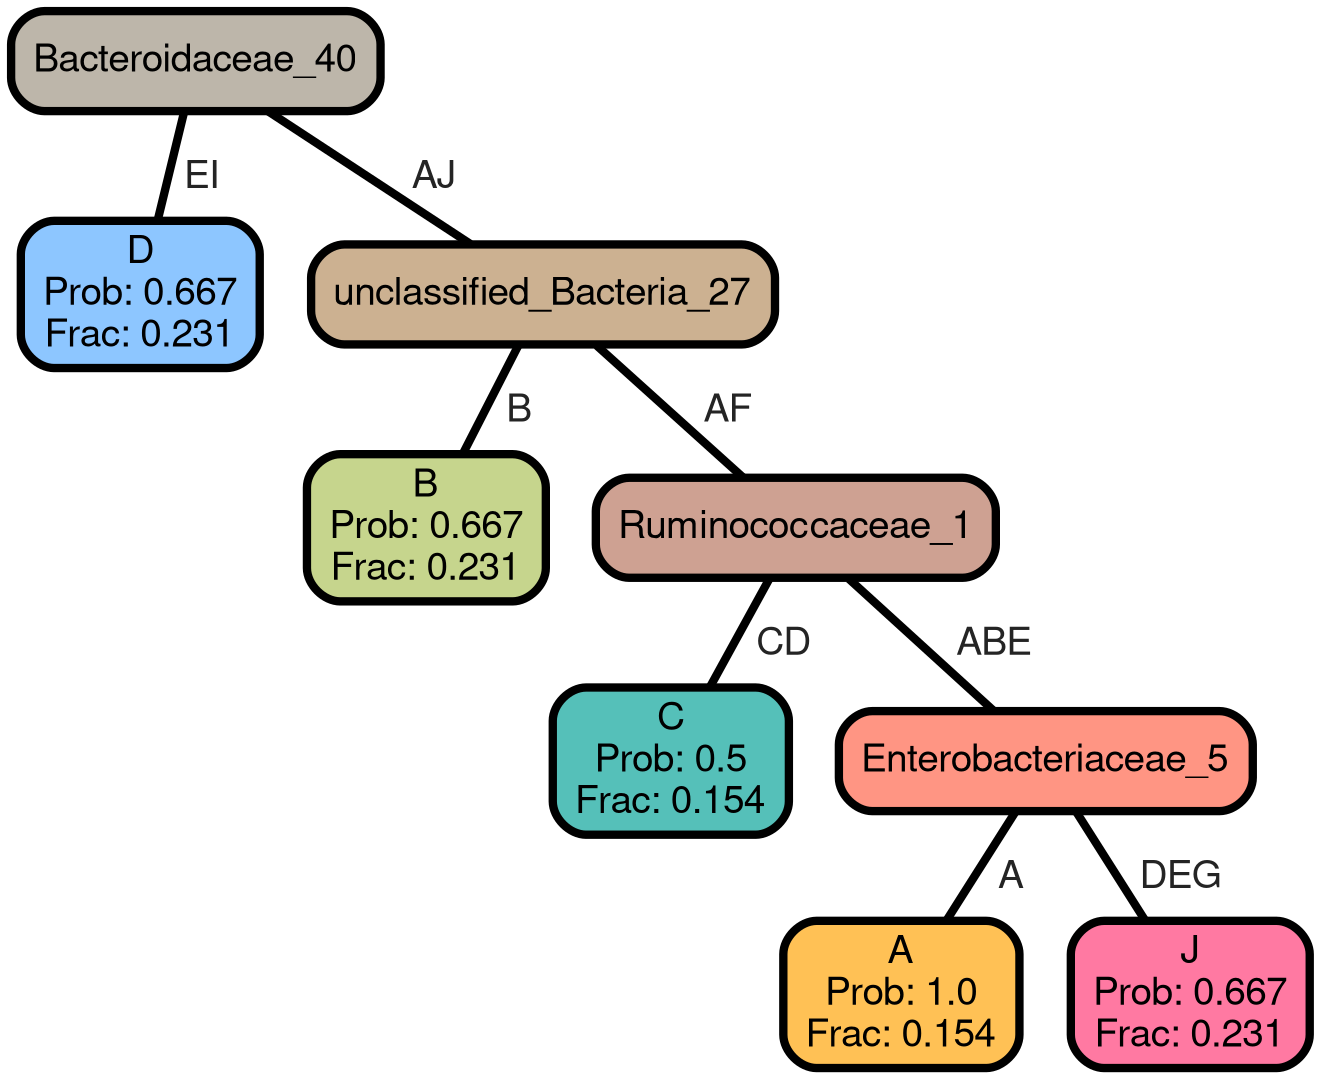 Bacteroidaceae_40
EI
AJ
D
Prob: 0.667
Frac: 0.231
unclassified_Bacteria_27
B
AF
B
Prob: 0.667
Frac: 0.231
Ruminococcaceae_1
CD
ABE
C
Prob: 0.5
Frac: 0.154
Enterobacteriaceae_5
A
DEG
A
Prob: 1.0
Frac: 0.154
J
Prob: 0.667
Frac: 0.231